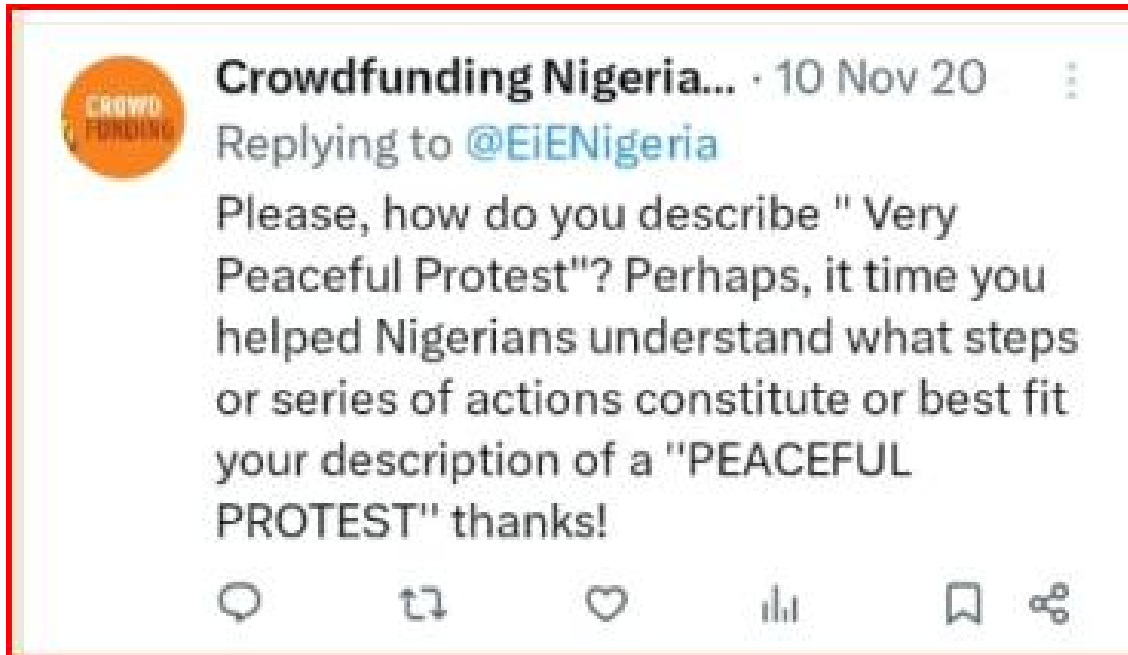 CROWD
FUNDING
Crowdfunding Nigeria... · 10 Nov 20
Replying to @EiENigeria
Please, how do you describe " Very
Peaceful Protest"? Perhaps, it time you
helped Nigerians understand what steps
or series of actions constitute or best fit
your description of a "PEACEFUL
PROTEST" thanks!